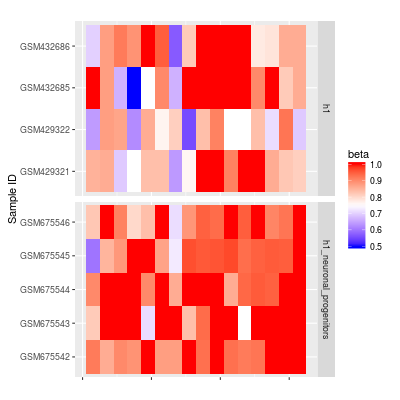 Sample ID
GSM432686
GSM432685
GSM429322
GSM429321
h1
GSM675546
GSM675545
GSM675544
GSM675543
GSM675542
h1_neuronal_progenitors
beta
1.0
0.9
0.8
0.7
0.6
0.5